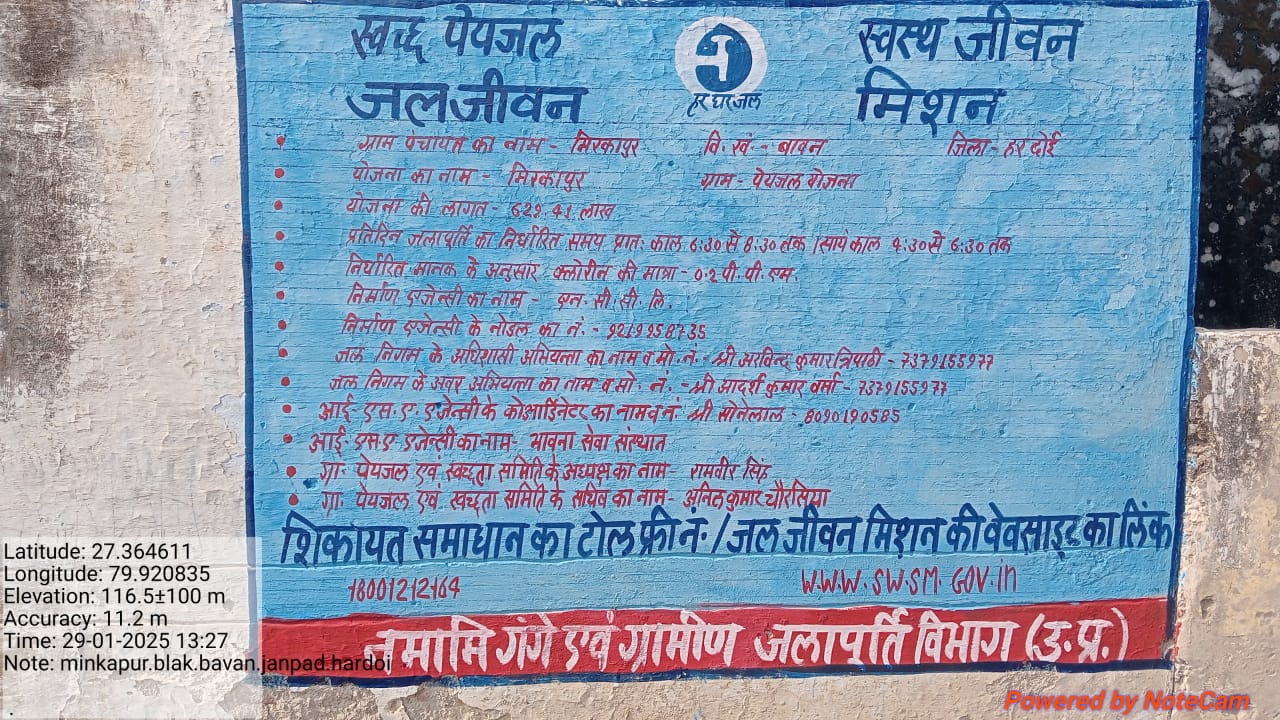 स्वच्छ पेयजल स्वस्थ जीवन
जलजीवन मिशन
हर घर जल
ग्राम पंचायत का नाम - मिरकापुर वि. खं. - बावन जिला - हरदोई
योजना का नाम - मिरकापुर ग्राम - पेयजल योजना
योजना की लागत - 629.41 लाख
प्रतिदिन जलापूर्ति का निर्धारित समय प्रातः काल 6:30 से 8:30 तक / सायं काल 4:30 से 6:30 तक
निर्धारित मानक के अनुसार क्लोरीन की मात्रा - 0.2 पी. पी. एम.
निर्माण एजेन्सी का नाम - एन. सी. सी. लि.
निर्माण एजेन्सी के नोडल का नं. - 9219958735
जल निगम के अधिशासी अभियन्ता का नाम व मो. नं. - श्री अरविन्द कुमार त्रिपाठी - 7379155977
जल निगम के अवर अभियन्ता का नाम व मो. नं. - श्री आदर्श कुमार वर्मा - 7379155977
आई. एस. ए. एजेन्सी के कोआर्डिनेटर का नाम व नं. श्री सोनेलाल - 8090190585
आई. एस. ए एजेन्सी का नाम - भावना सेवा संस्थान
ग्रा. पेयजल एवं स्वच्छता समिति के अध्यक्ष का नाम - रामवीर सिंह
ग्रा. पेयजल एवं स्वच्छता समिति के सचिव का नाम - अनिल कुमार चौरसिया
शिकायत समाधान का टोल फ्री नं. / जल जीवन मिशन की वेवसाइट का लिंक
18001212164 W.W.W. SWSM. GOV.in
नमामि गंगे एवं ग्रामीण जलापूर्ति विभाग (उ.प्र.)
Latitude: 27.364611
Longitude: 79.920835
Elevation: 116.5±100 m
Accuracy: 11.2 m
Time: 29-01-2025 13:27
Note: minkapur.blak.bavan.janpad.hardoi
Powered by NoteCam